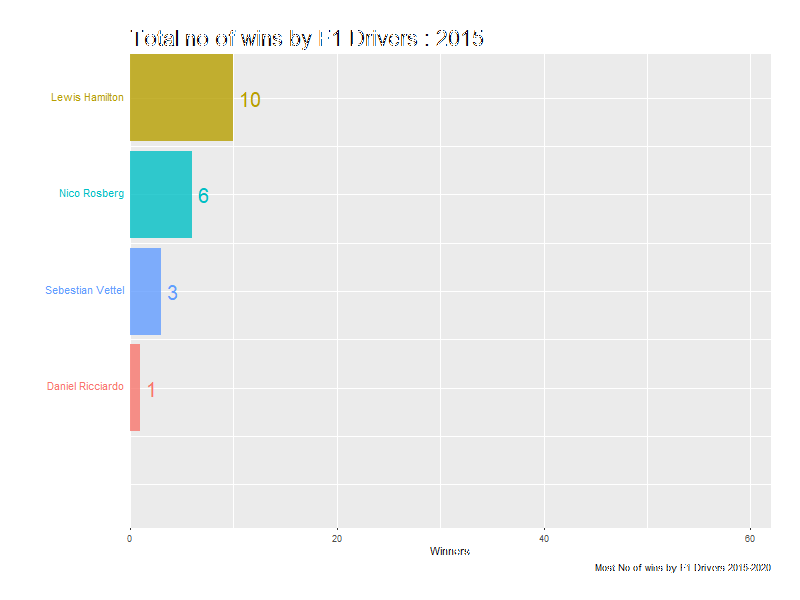 Total no of wins by F1 Drivers : 2015
Lewis Hamilton
10
Nico Rosberg
6
Sebestian Vettel
3
Daniel Ricciardo
1
0
20
40
60
Winners
Most No of wins by F1 Drivers 2015-2020